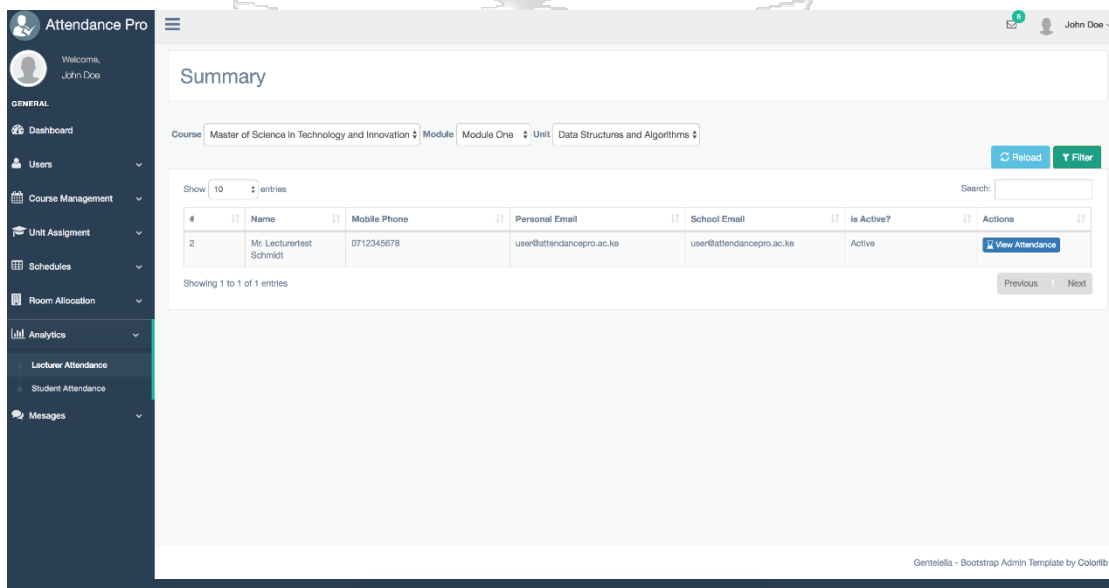 Attendance Pro
6
John Doe
Welcome,
John Doe
GENERAL
Dashboard
Users
Course Management
Unit Assigment
Schedules
Room Allocation
Analytics
Lecturer Attendance
Student Attendance
Mesages
Summary
Course Master of Science in Technology and Innovation Module Module One Unit Data Structures and Algorithms
Reload Filter
Show 10 entries Search:
# Name Mobile Phone Personal Email School Email is Active? Actions
2 Mr. Lecturertest 0712345678 user@attendancepro.ac.ke user@attendancepro.ac.ke Active View Attendance
Schmidt
Showing 1 to 1 of 1 entries Previous 1 Next
Gentelella - Bootstrap Admin Template by Colorlib